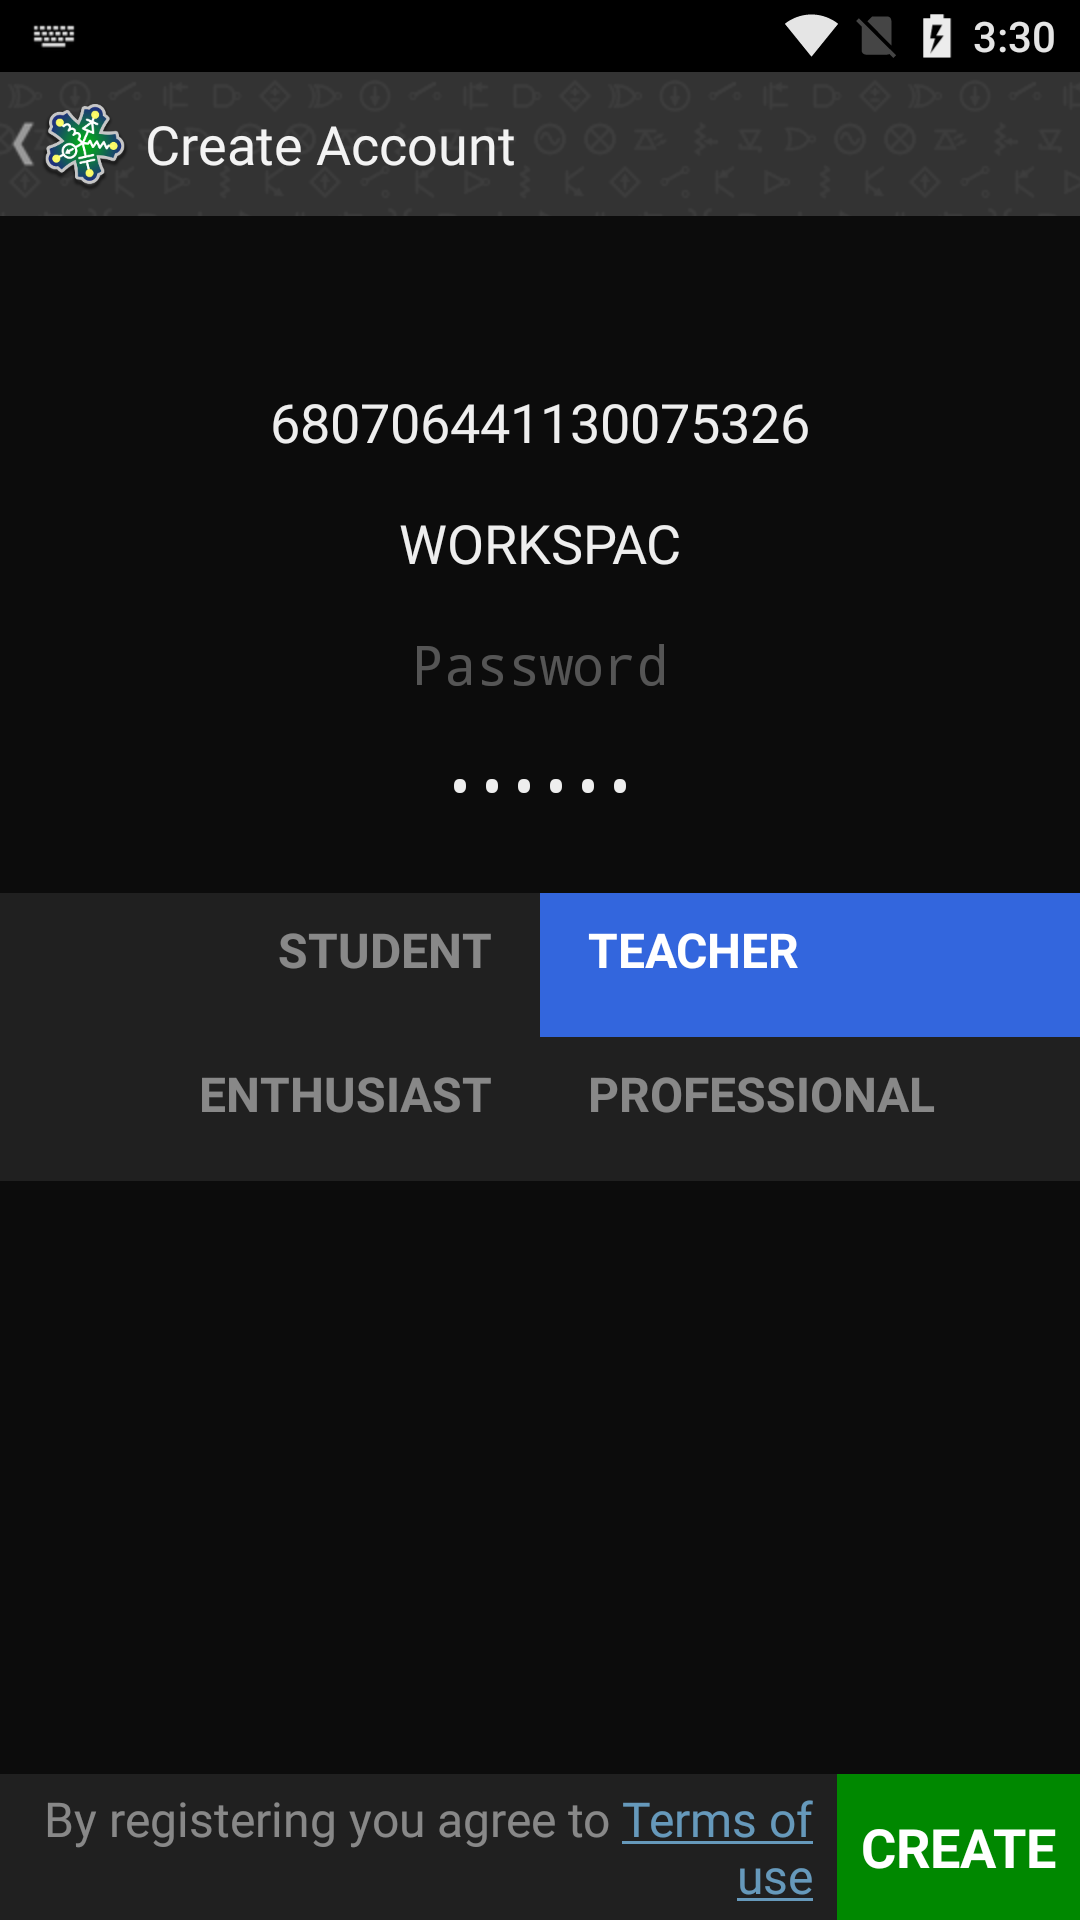 3:30
Create Account
680706441130075326
WORKSPAC
Password
••••••
STUDENT
TEACHER
ENTHUSIAST
PROFESSIONAL
By registering you agree to Terms of
use
CREATE